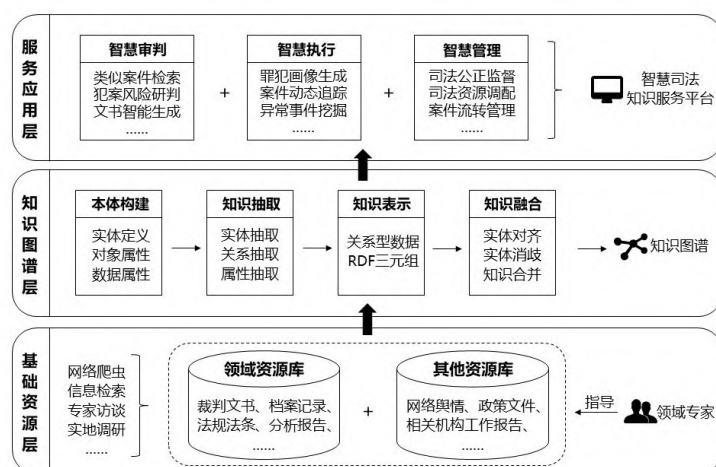 服务应用层
智慧审判
类似案件检索
犯案风险研判
文书智能生成
......
+
智慧执行
罪犯画像生成
案件动态追踪
异常事件挖掘
......
+
智慧管理
司法公正监督
司法资源调配
案件流转管理
......
智慧司法
知识服务平台
知识图谱层
本体构建
实体定义
对象属性
数据属性
知识抽取
实体抽取
关系抽取
属性抽取
知识表示
关系型数据
RDF三元组
知识融合
实体对齐
实体消歧
知识合并
知识图谱
基础资源层
网络爬虫
信息检索
专家访谈
实地调研
......
领域资源库
裁判文书、档案记录、
法规法条、分析报告、
......
+
其他资源库
网络舆情、政策文件、
相关机构工作报告、
......
指导
领域专家